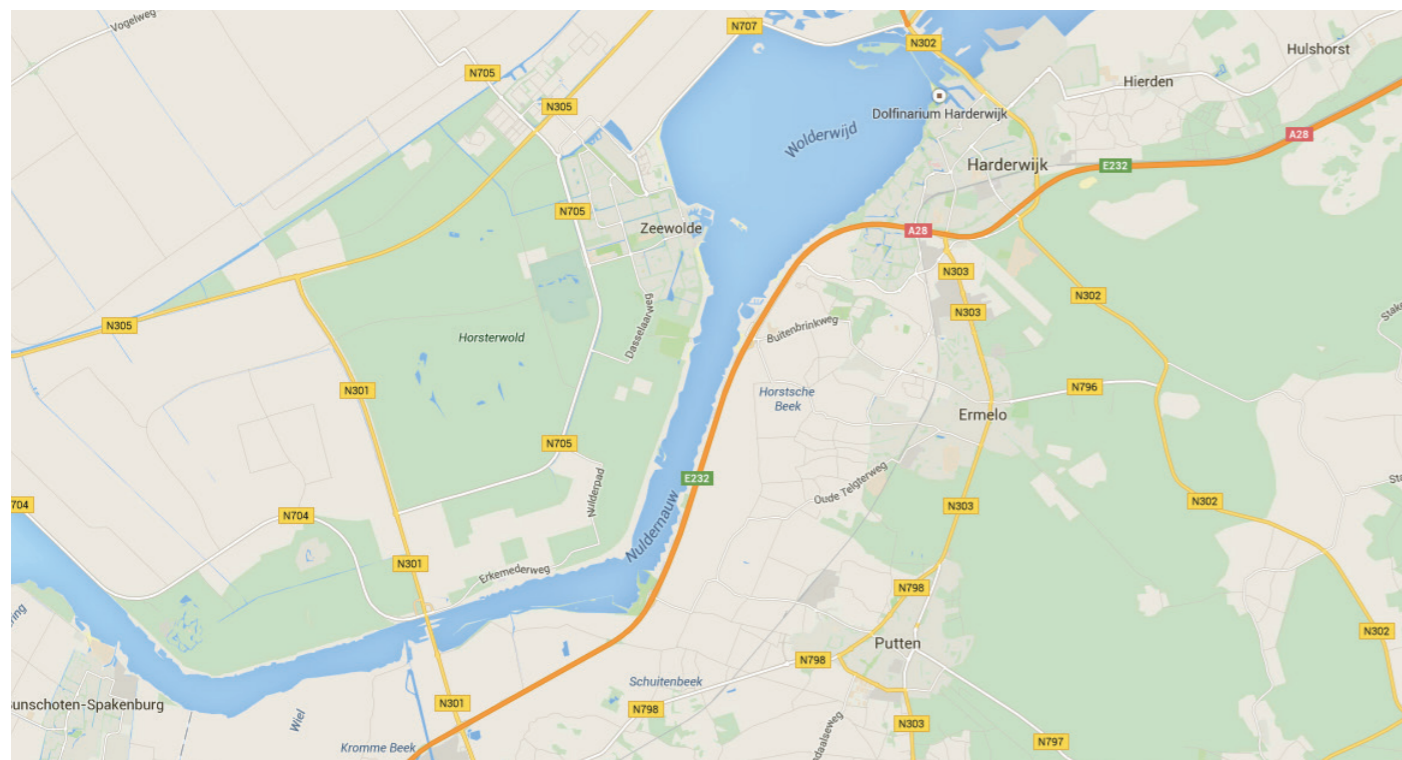 Vogelweg
N707
N302
Hulshorst
N705
Hierden
N305
Dolfinarium Harderwijk
A28
Wolderwijd
Harderwijk
E232
N705
Zeewolde
A28
N303
N302
N303
Dasselaarweg
N305
Buitenbrinkweg
Horsterwold
N301
Horstsche
Beek
N796
Ermelo
N705
E232
Oude Telgterweg
Nulderpad
704
N704
N302
N303
Nuldernauw
N301
Erkemederweg
N798
N302
Putten
N798
Schuitenbeek
N301
N798
unschoten-Spakenburg
Wiel
N303
N797
Kromme Beek